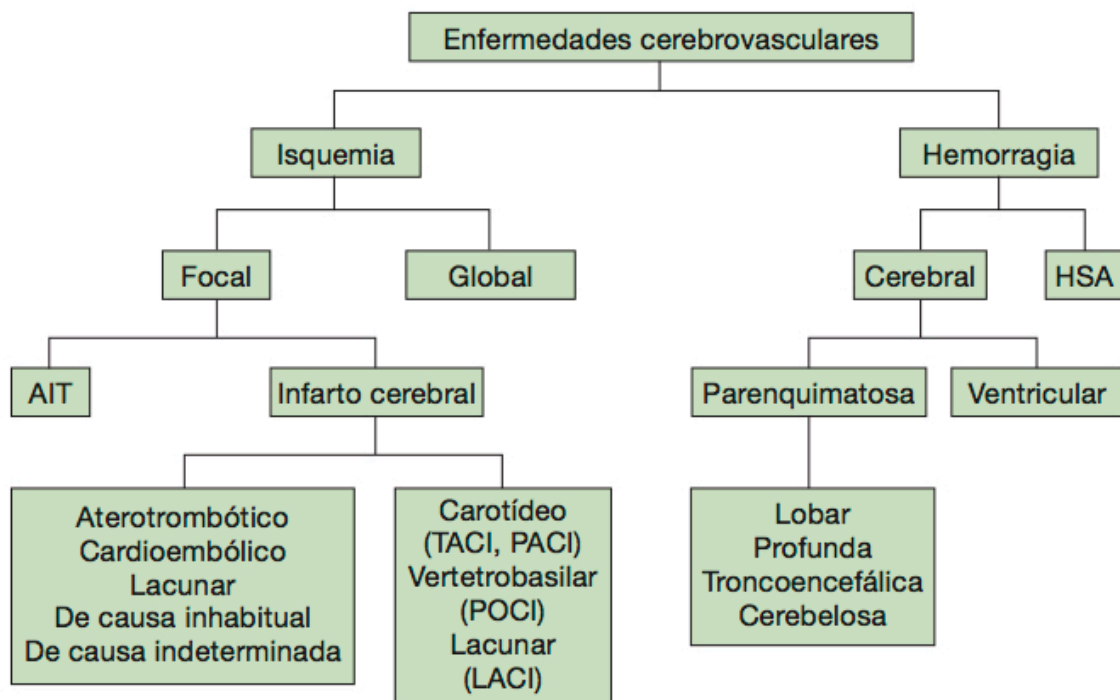 Enfermedades cerebrovasculares
Isquemia
Hemorragia
Focal
Global
Cerebral
HSA
AIT
Infarto cerebral
Parenquimatosa
Ventricular
Aterotrombótico
Cardioembólico
Lacunar
De causa inhabitual
De causa indeterminada
Carotídeo
(TACI, PACI)
Vertetrobasilar
(POCI)
Lacunar
(LACI)
Lobar
Profunda
Troncoencefálica
Cerebelosa